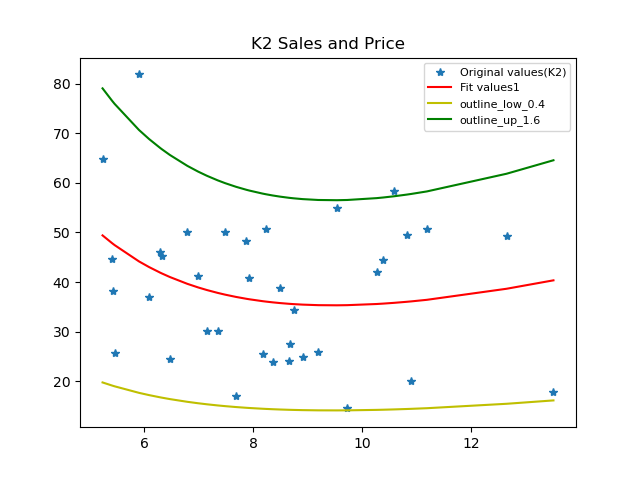 K2 Sales and Price
Original values(K2)
Fit values1
outline_low_0.4
outline_up_1.6
80
70
60
50
40
30
20
6 8 10 12